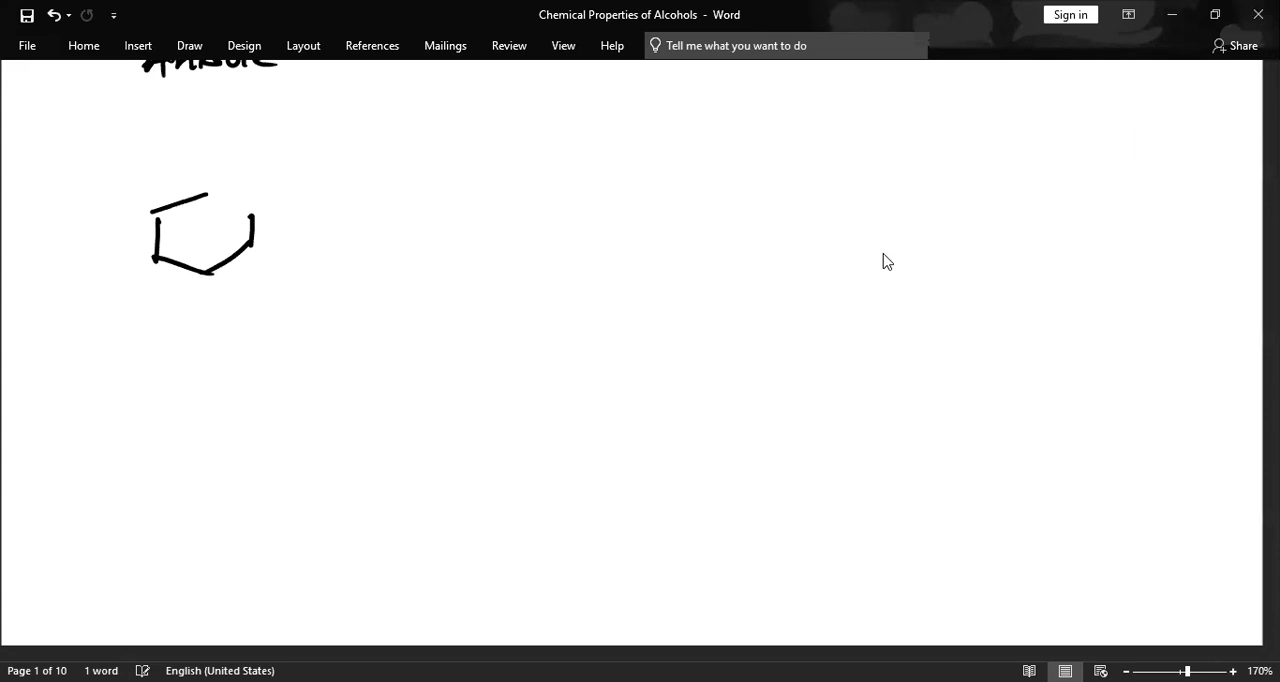 Chemical Properties of Alcohols - Word
Sign in
File Home Insert Draw Design Layout References Mailings Review View Help Tell me what you want to do Share
Page 1 of 10 1 word English (United States) 170%